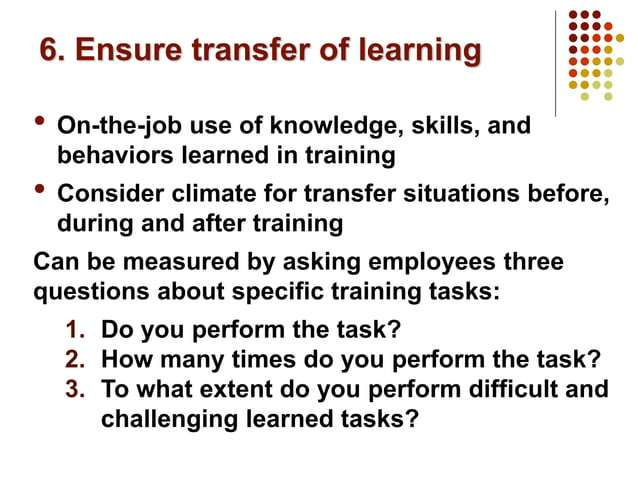 6. Ensure transfer of learning
• On-the-job use of knowledge, skills, and
behaviors learned in training
• Consider climate for transfer situations before,
during and after training
Can be measured by asking employees three
questions about specific training tasks:
1. Do you perform the task?
2. How many times do you perform the task?
3. To what extent do you perform difficult and
challenging learned tasks?